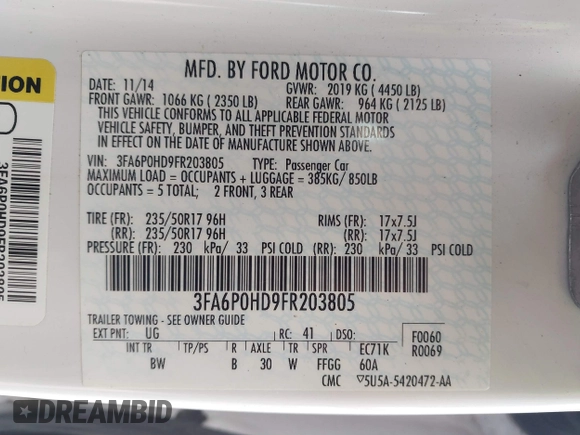 TION
3FA6P0HD9FR203805
MFD. BY FORD MOTOR CO.
DATE: 11/14 GVWR: 2019 KG ( 4450 LB)
FRONT GAWR: 1066 KG ( 2350 LB) REAR GAWR: 964 KG ( 2125 LB)
THIS VEHICLE CONFORMS TO ALL APPLICABLE FEDERAL MOTOR
VEHICLE SAFETY, BUMPER, AND THEFT PREVENTION STANDARDS
IN EFFECT ON THE DATE OF MANUFACTURE SHOWN ABOVE.
VIN: 3FA6P0HD9FR203805 TYPE: Passenger Car
MAXIMUM LOAD = OCCUPANTS + LUGGAGE = 385KG/ 850LB
OCCUPANTS = 5 TOTAL; 2 FRONT, 3 REAR
TIRE (FR): 235/50R17 96H RIMS (FR): 17x7.5J
(RR): 235/50R17 96H (RR): 17x7.5J
PRESSURE (FR): 230 kPa/ 33 PSI COLD (RR): 230 kPa/ 33 PSI COLD
3FA6P0HD9FR203805
TRAILER TOWING - SEE OWNER GUIDE
EXT PNT: UG RC: 41 DSO: F0060
INT TR TP/PS R AXLE TR SPR EC71K R0069
BW B 30 W FFGG 60A
CMC ▽5U5A-5420472-AA
DREAMBID